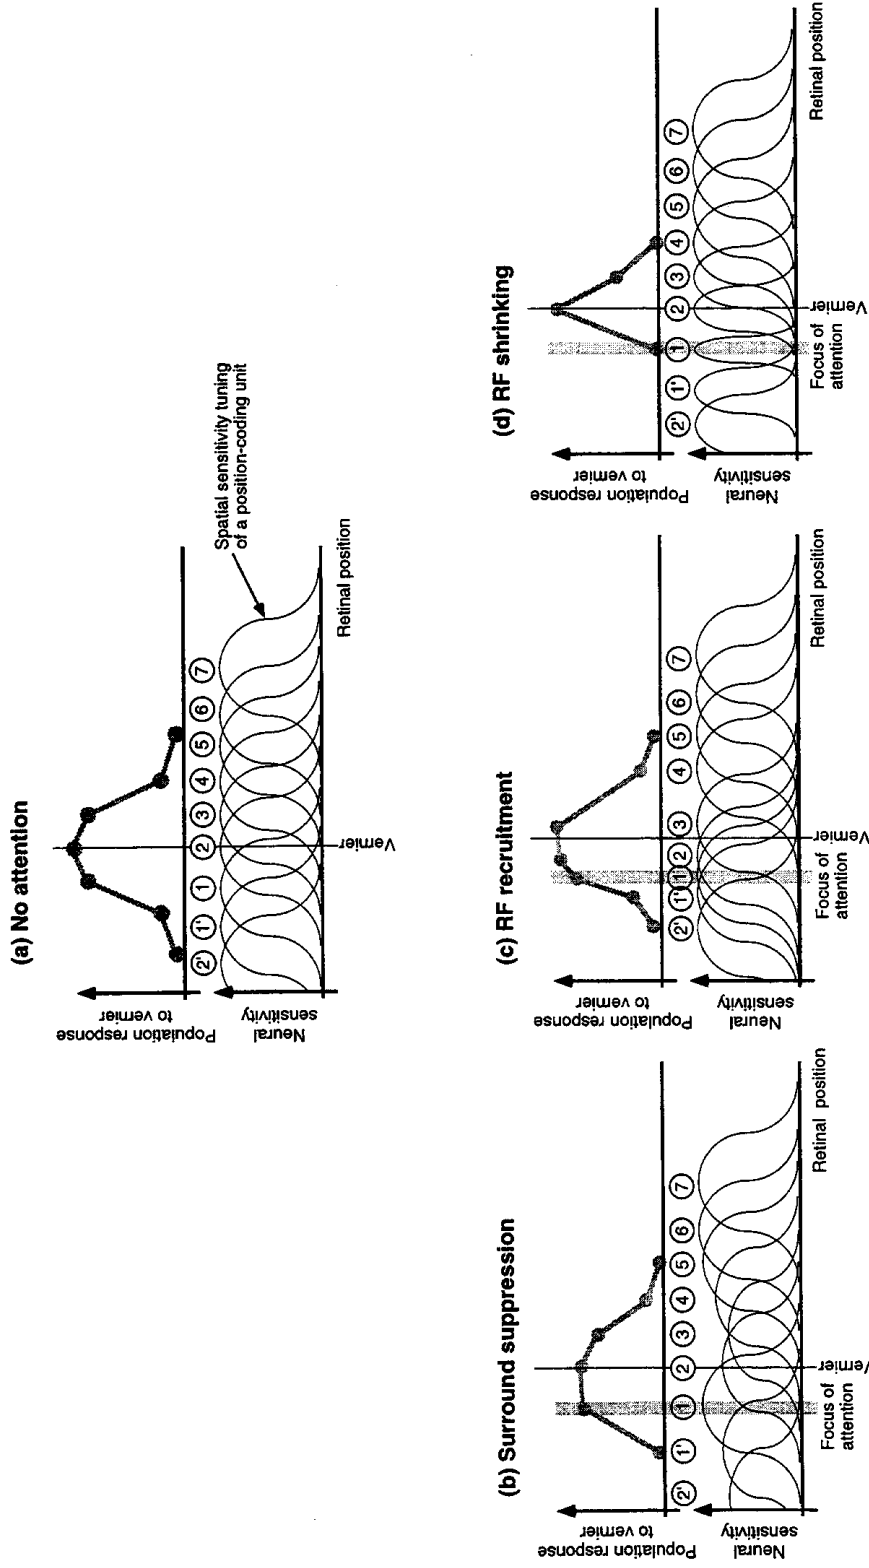 (a) No attention
Population response
to vernier
2' 1' 1 2 3 4 5 6 7
Spatial sensitivity tuning
of a position-coding unit
Neural
sensitivity
Vernier
Retinal position
(b) Surround suppression
Population response
to vernier
2' 1' 1 2 3 4 5 6 7
Neural
sensitivity
Focus of
attention
Vernier
Retinal position
(c) RF recruitment
Population response
to vernier
2' 1' 1 2 3 4 5 6 7
Neural
sensitivity
Focus of
attention
Vernier
Retinal position
(d) RF shrinking
Population response
to vernier
2' 1' 1 2 3 4 5 6 7
Neural
sensitivity
Focus of
attention
Vernier
Retinal position